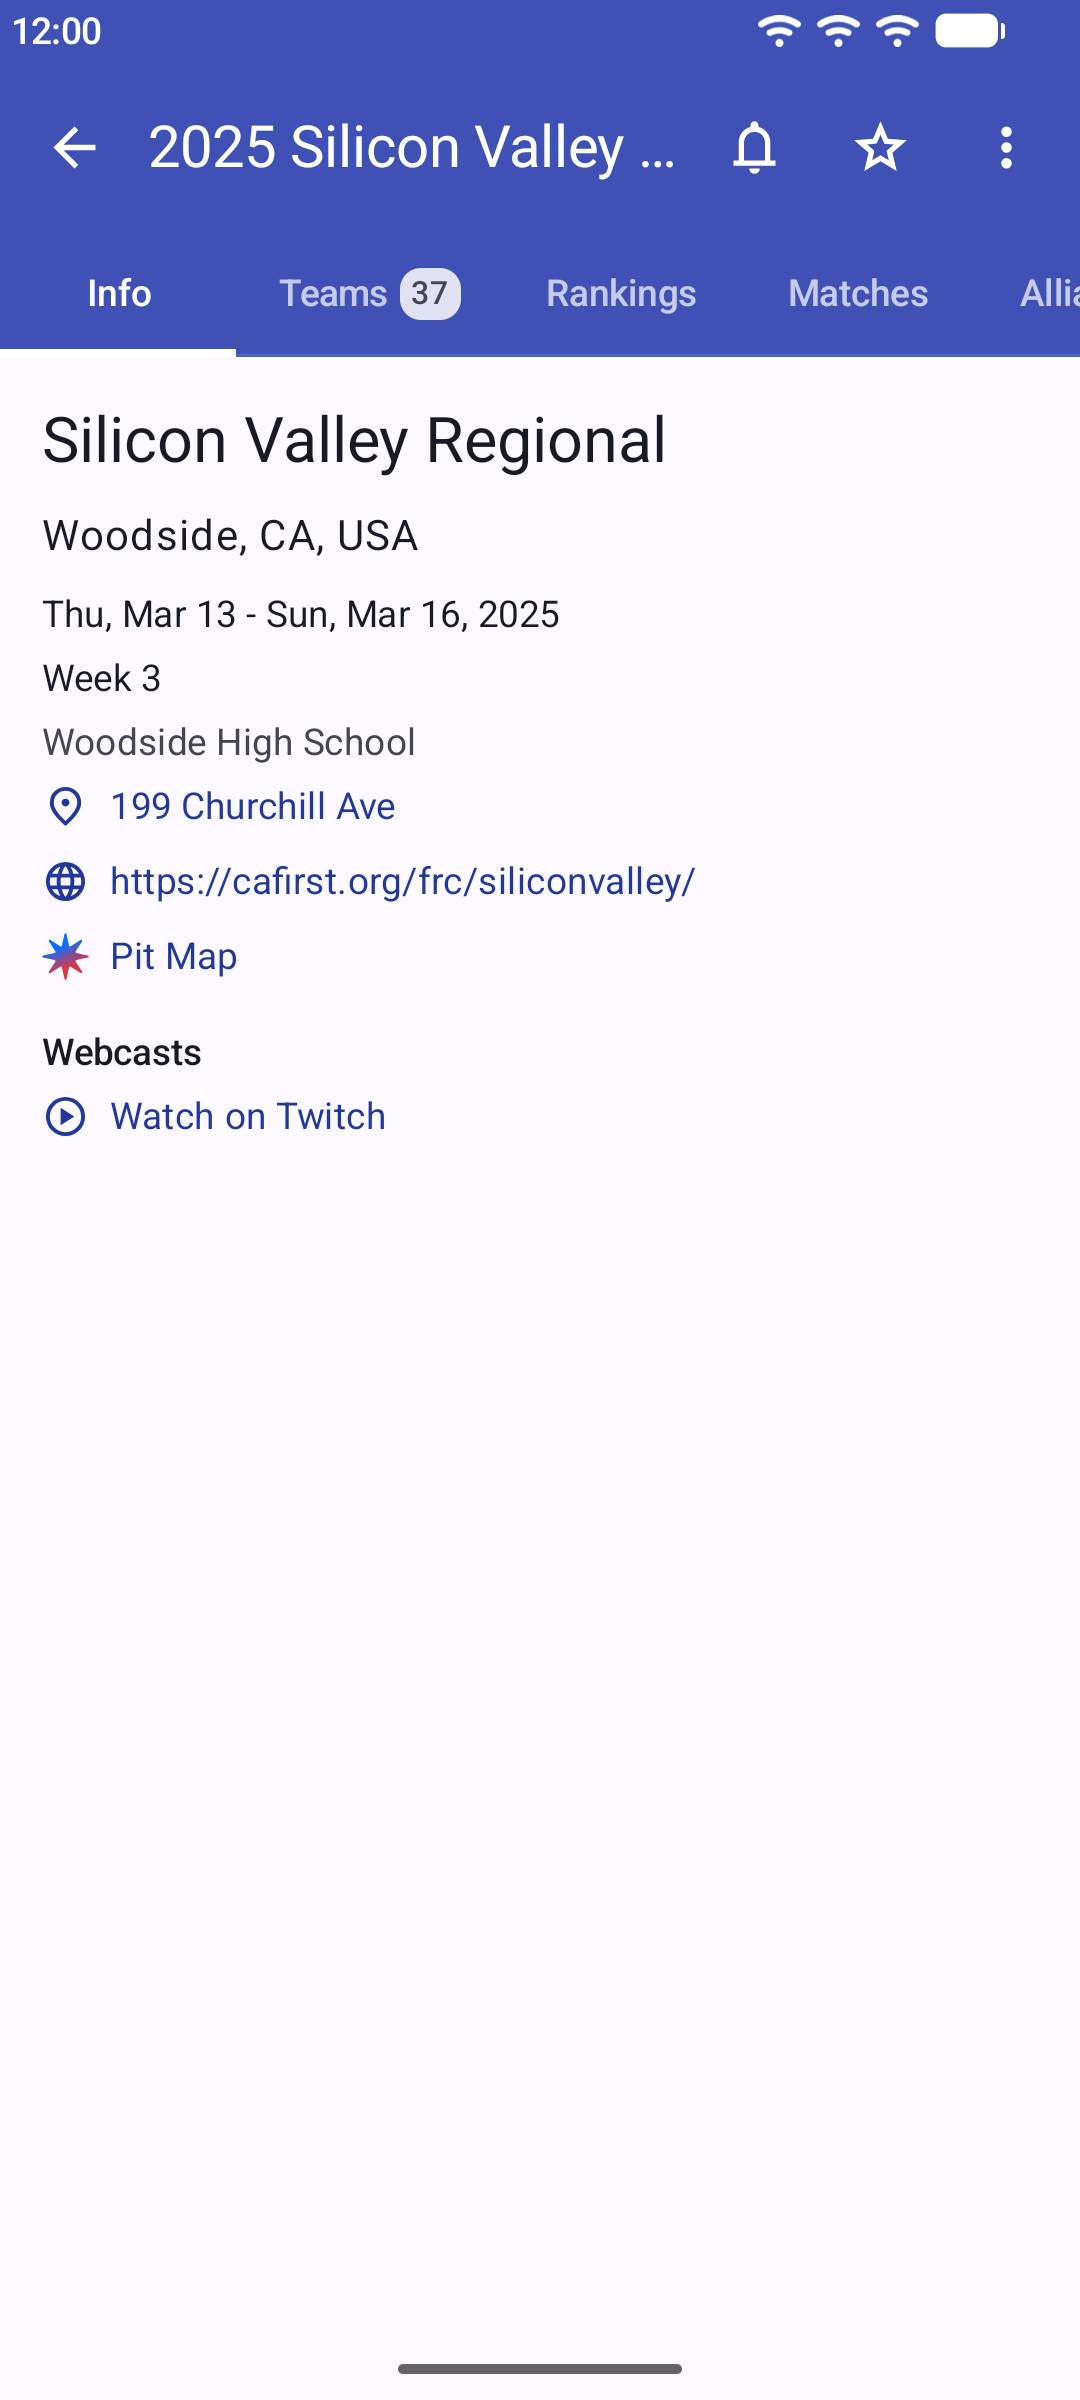 12:00
2025 Silicon Valley ...
Info
Teams 37
Rankings
Matches
Allia
Silicon Valley Regional
Woodside, CA, USA
Thu, Mar 13 - Sun, Mar 16, 2025
Week 3
Woodside High School
199 Churchill Ave
https://cafirst.org/frc/siliconvalley/
Pit Map
Webcasts
Watch on Twitch